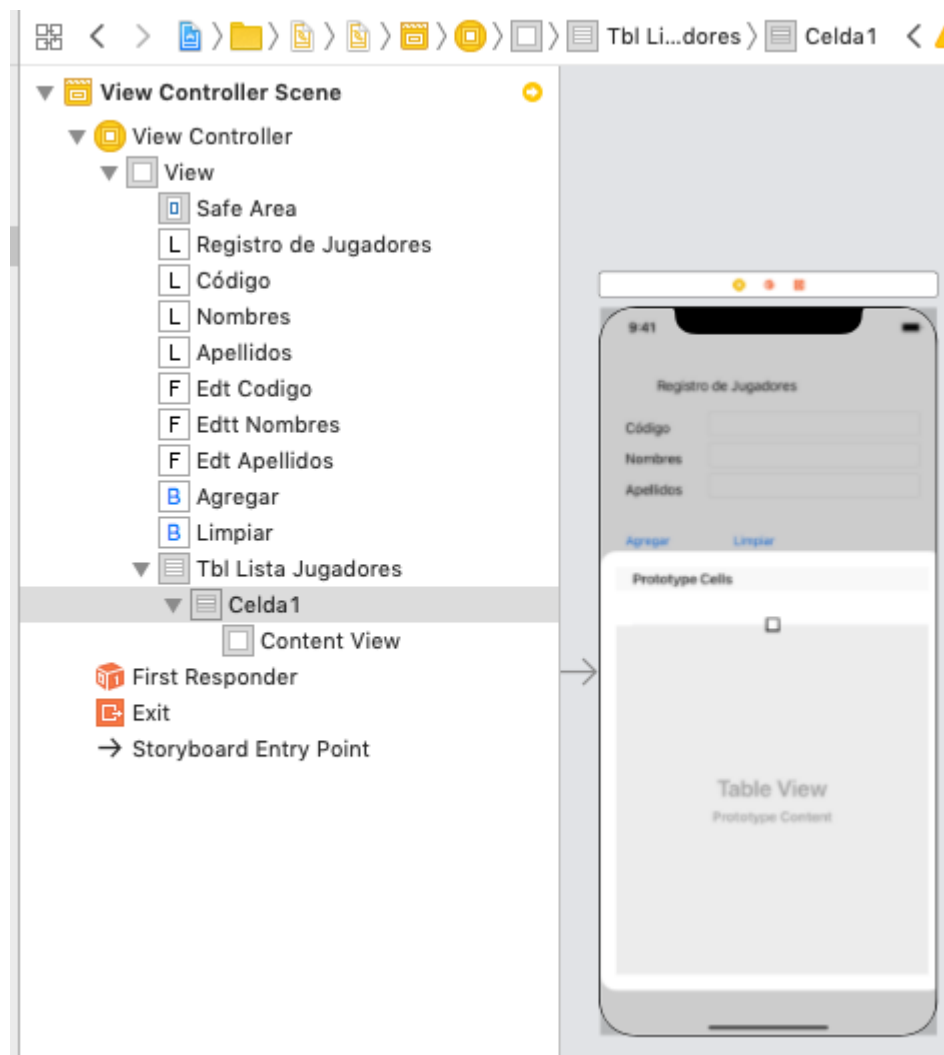 Tbl Li...dores Celda1
View Controller Scene
View Controller
View
Safe Area
L Registro de Jugadores
L Código
L Nombres
L Apellidos
F Edt Codigo
F Edtt Nombres
F Edt Apellidos
B Agregar
B Limpiar
Tbl Lista Jugadores
Celda1
Content View
First Responder
Exit
Storyboard Entry Point
9:41
Registro de Jugadores
Código
Nombres
Apellidos
Agregar Limpiar
Prototype Cells
Table View
Prototype Content